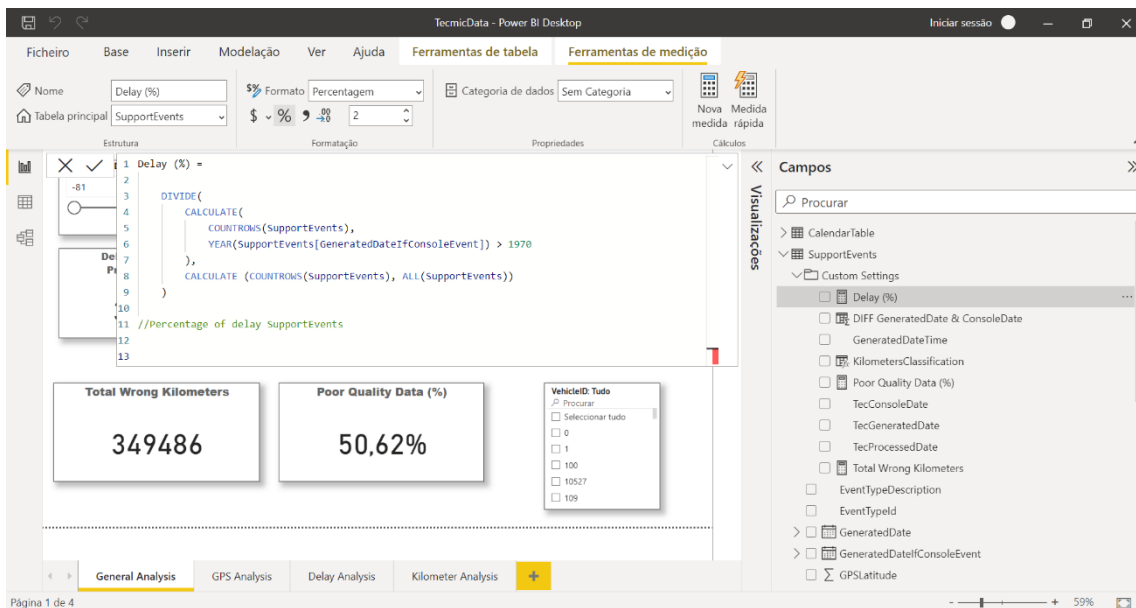 TecmicData - Power BI Desktop
Iniciar sessão
Ficheiro Base Inserir Modelação Ver Ajuda Ferramentas de tabela Ferramentas de medição
Nome Delay (%)
Tabela principal SupportEvents
Estrutura
$% Formato Percentagem
$ % 9 .00 →0 2
Formatação
Categoria de dados Sem Categoria
Propriedades
Nova medida
Medida rápida
Cálculos
-81
1 Delay (%) =
2
3 DIVIDE(
4 CALCULATE(
5 COUNTROWS(SupportEvents),
6 YEAR(SupportEvents[GeneratedDateIfConsoleEvent]) > 1970
7 ),
8 CALCULATE (COUNTROWS(SupportEvents), ALL(SupportEvents))
9 )
10
11 //Percentage of delay SupportEvents
12
13
Total Wrong Kilometers
349486
Poor Quality Data (%)
50,62%
VehicleID: Tudo
Procurar
Seleccionar tudo
0
1
100
10527
109
Visualizações
Campos
Procurar
CalendarTable
SupportEvents
Custom Settings
Delay (%)
DIFF GeneratedDate & ConsoleDate
GeneratedDateTime
KilometersClassification
Poor Quality Data (%)
TecConsoleDate
TecGeneratedDate
TecProcessedDate
Total Wrong Kilometers
EventTypeDescription
EventTypeId
GeneratedDate
GeneratedDateIfConsoleEvent
GPSLatitude
General Analysis GPS Analysis Delay Analysis Kilometer Analysis +
Página 1 de 4
- + 59%